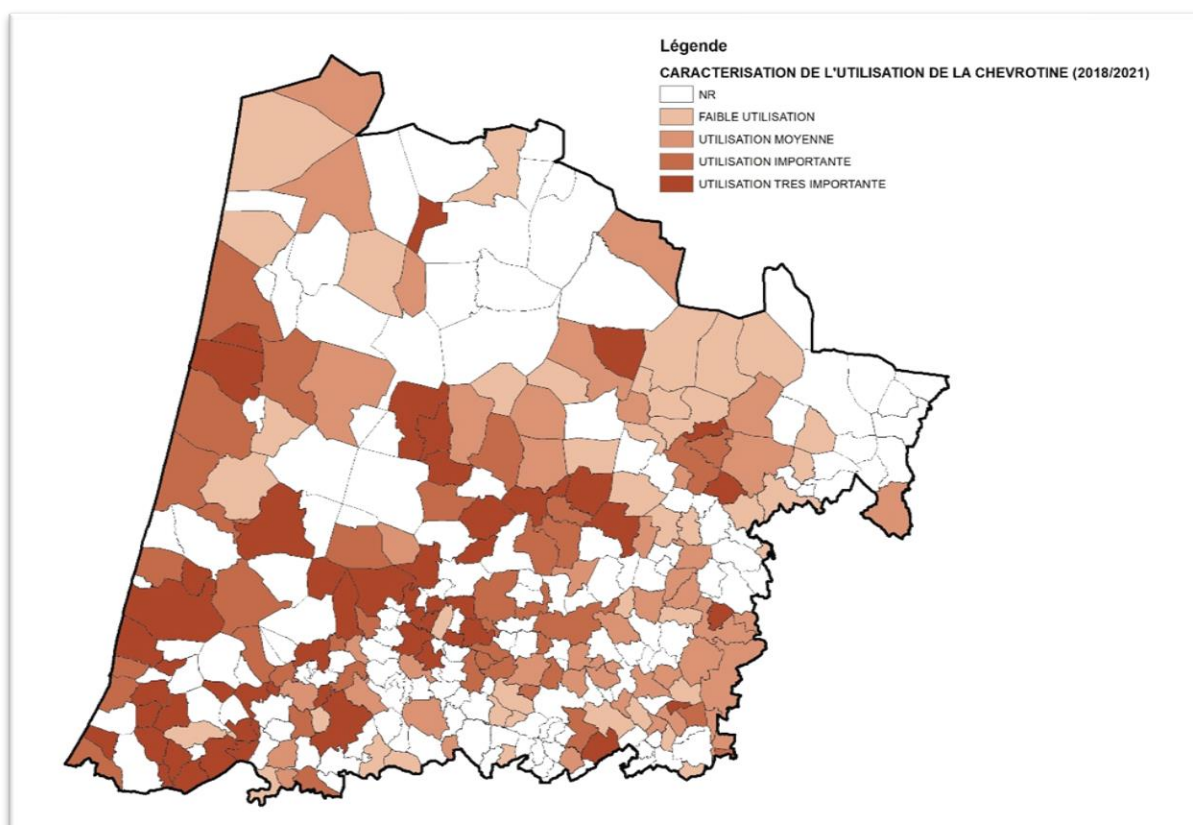 Légende
CARACTERISATION DE L'UTILISATION DE LA CHEVROTINE (2018/2021)
NR
FAIBLE UTILISATION
UTILISATION MOYENNE
UTILISATION IMPORTANTE
UTILISATION TRES IMPORTANTE